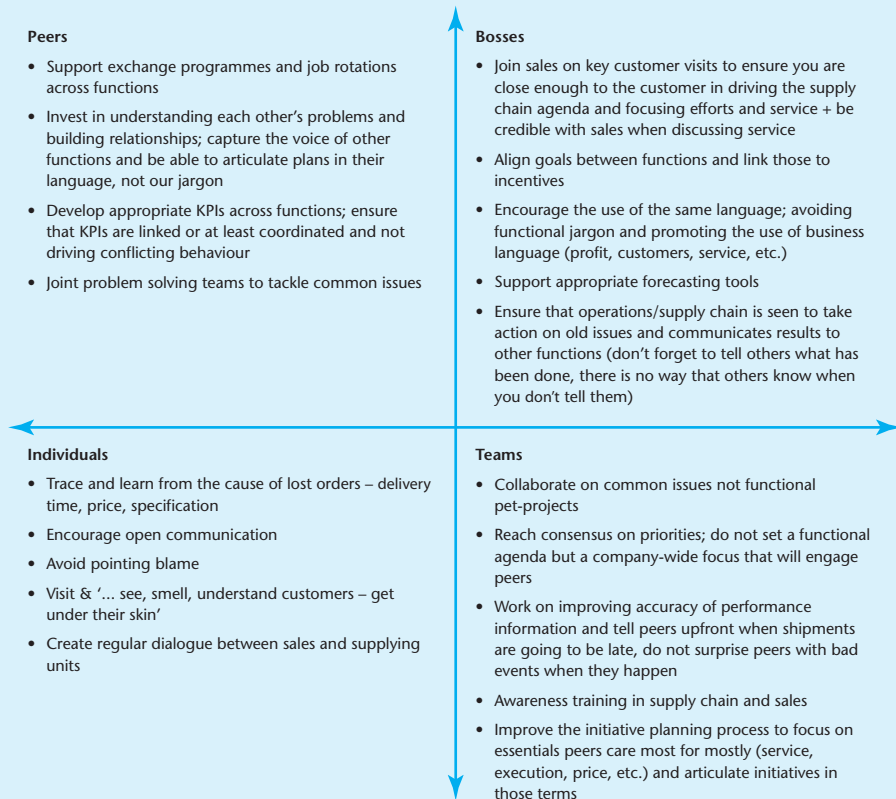 Peers
• Support exchange programmes and job rotations
across functions
• Invest in understanding each other's problems and
building relationships; capture the voice of other
functions and be able to articulate plans in their
language, not our jargon
• Develop appropriate KPIs across functions; ensure
that KPIs are linked or at least coordinated and not
driving conflicting behaviour
• Joint problem solving teams to tackle common issues
Bosses
• Join sales on key customer visits to ensure you are
close enough to the customer in driving the supply
chain agenda and focusing efforts and service + be
credible with sales when discussing service
• Align goals between functions and link those to
incentives
• Encourage the use of the same language; avoiding
functional jargon and promoting the use of business
language (profit, customers, service, etc.)
• Support appropriate forecasting tools
• Ensure that operations/supply chain is seen to take
action on old issues and communicates results to
other functions (don't forget to tell others what has
been done, there is no way that others know when
you don't tell them)
Individuals
• Trace and learn from the cause of lost orders – delivery
time, price, specification
• Encourage open communication
• Avoid pointing blame
• Visit & '... see, smell, understand customers – get
under their skin'
• Create regular dialogue between sales and supplying
units
Teams
• Collaborate on common issues not functional
pet-projects
• Reach consensus on priorities; do not set a functional
agenda but a company-wide focus that will engage
peers
• Work on improving accuracy of performance
information and tell peers upfront when shipments
are going to be late, do not surprise peers with bad
events when they happen
• Awareness training in supply chain and sales
• Improve the initiative planning process to focus on
essentials peers care most for mostly (service,
execution, price, etc.) and articulate initiatives in
those terms